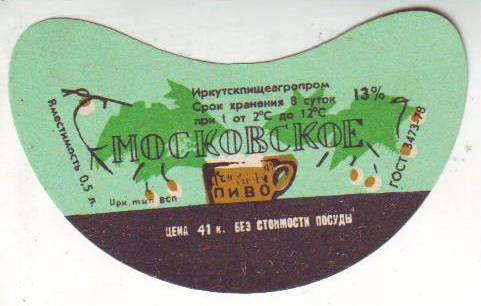 Иркутскпищеагропром
Срок хранения 8 суток
при t от 2°C до 12°C
13%
МОСКОВСКОЕ
Вместимость 0,5 л.
ГОСТ 3473-78
ПИВО
Ирк. тип. ВСП
ЦЕНА 41 к. БЕЗ СТОИМОСТИ ПОСУДЫ